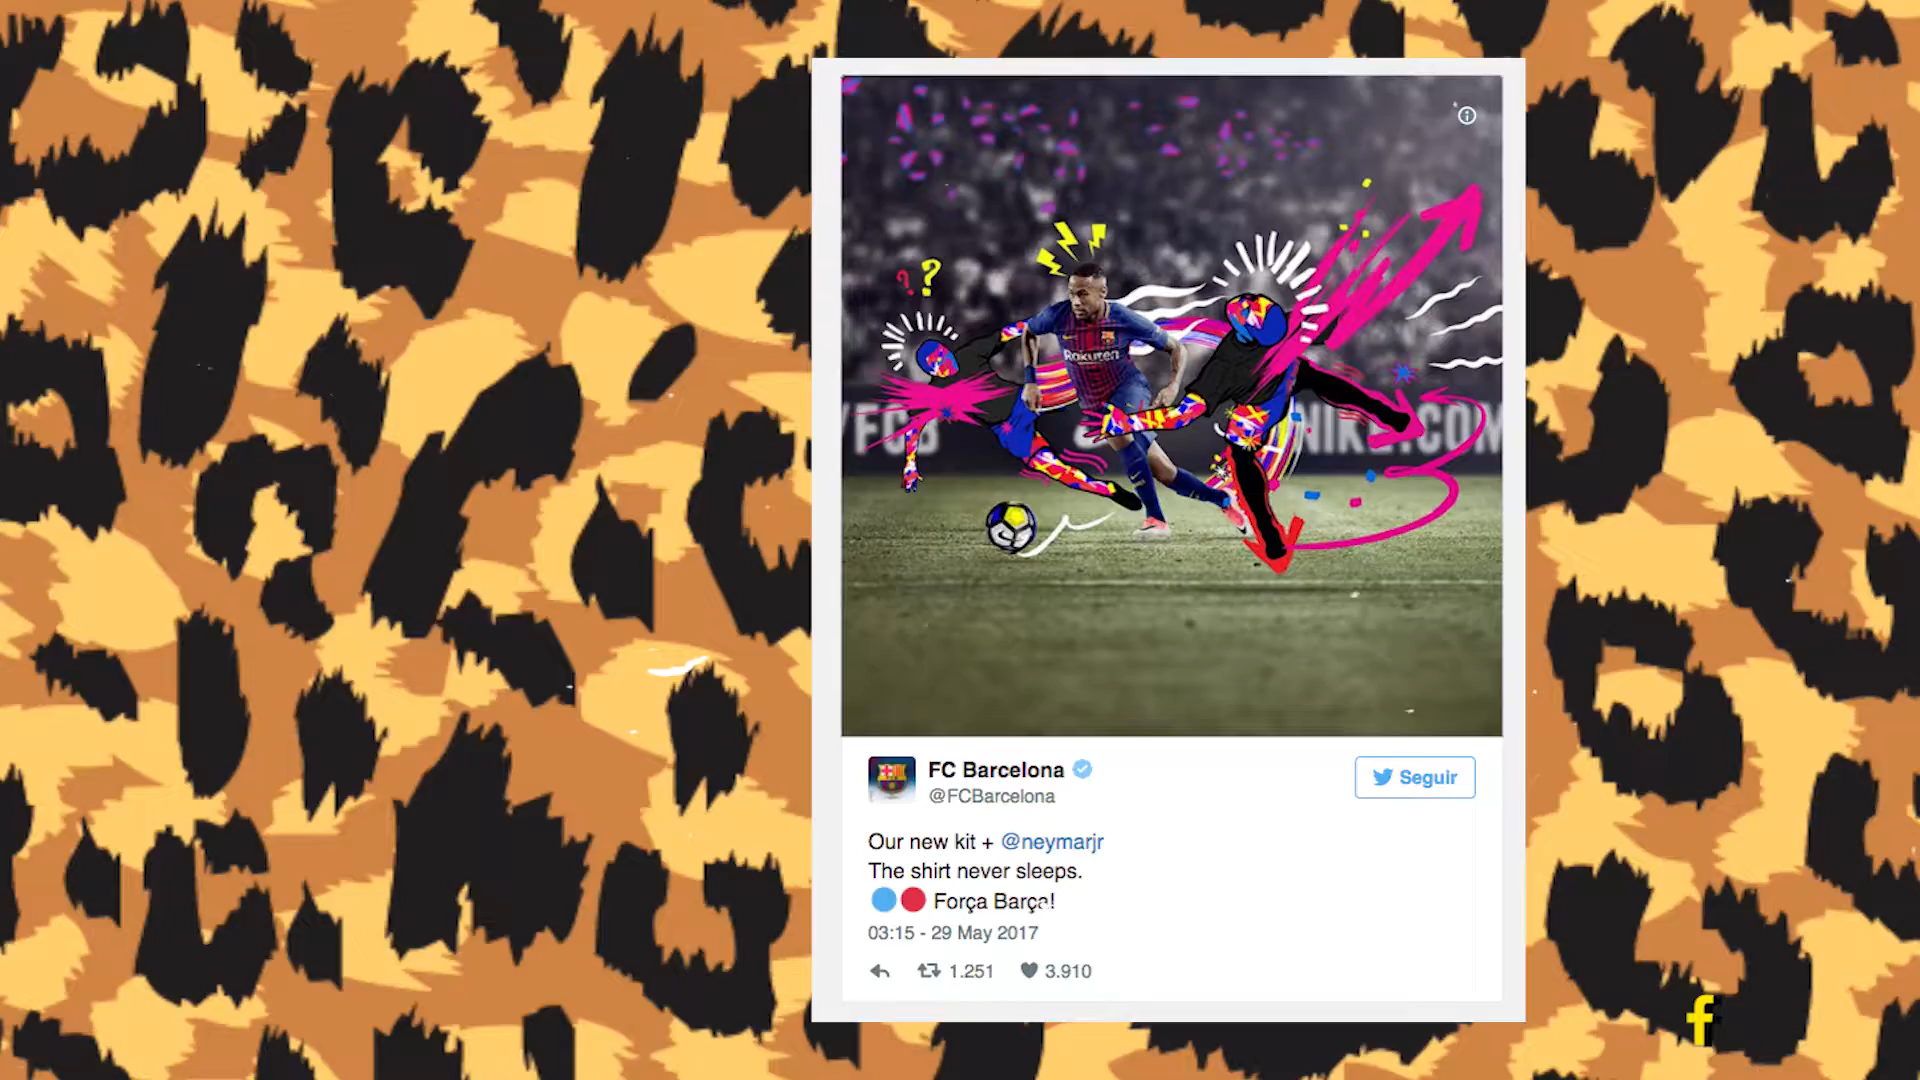 ? ?
Rakuten
/FCB
NIKE.COM
FC Barcelona
@FCBarcelona
Seguir
Our new kit + @neymarjr
The shirt never sleeps.
Força Barça!
03:15 - 29 May 2017
1.251 3.910
f